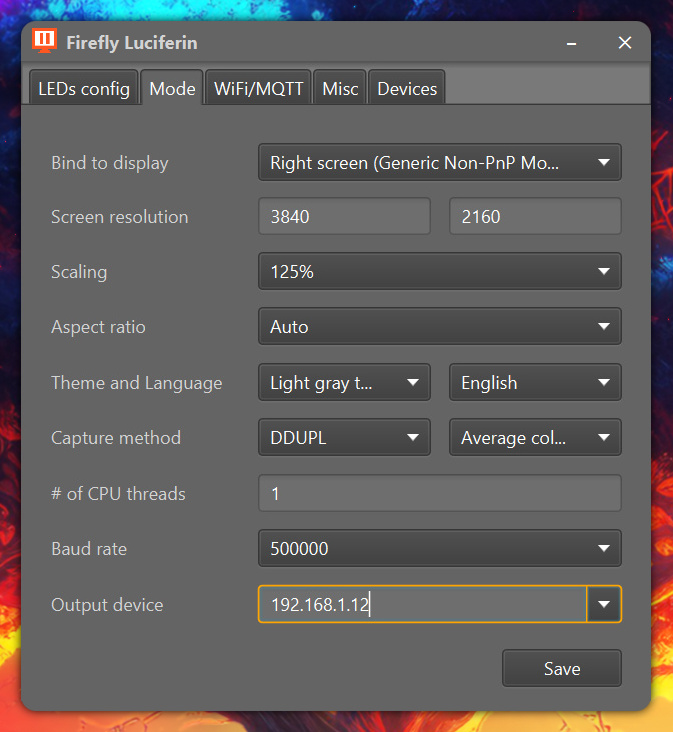 Firefly Luciferin
LEDs config Mode WiFi/MQTT Misc Devices
Bind to display Right screen (Generic Non-PnP Mo...
Screen resolution 3840 2160
Scaling 125%
Aspect ratio Auto
Theme and Language Light gray t... English
Capture method DDUPL Average col...
# of CPU threads 1
Baud rate 500000
Output device 192.168.1.12
Save